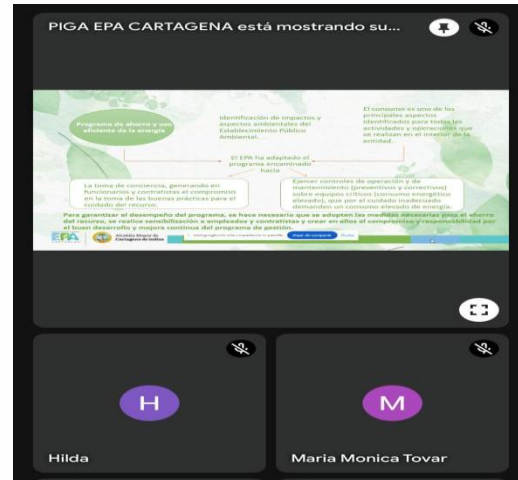 PIGA EPA CARTAGENA está mostrando su...
Programa de ahorro y uso
eficiente de la energía
Identificación de impactos y
aspectos ambientales del
Establecimiento Público
Ambiental.
El consumo es uno de los
principales aspectos
identificados para todas las
actividades y operaciones que
se realizan en el interior de la
entidad.
El EPA ha adaptado el
programa encaminado
hacia
La toma de conciencia, generando en
funcionarios y contratistas el compromiso
en la toma de las buenas prácticas para el
cuidado del recurso.
Ejercer controles de operación y de
mantenimiento (preventivos y correctivos)
sobre equipos críticos (consumo energético
elevado), que por el cuidado inadecuado
demanden un consumo elevado de energía.
Para garantizar el desempeño del programa, se hace necesario que se adopten las medidas necesarias para el ahorro
del recurso, se realice sensibilización a empleados y contratistas y crear en ellos el compromiso y responsabilidad por
el buen desarrollo y mejora continua del programa de gestión.
EPA
Alcaldía Mayor de
Cartagena de Indias
H
Hilda
M
Maria Monica Tovar